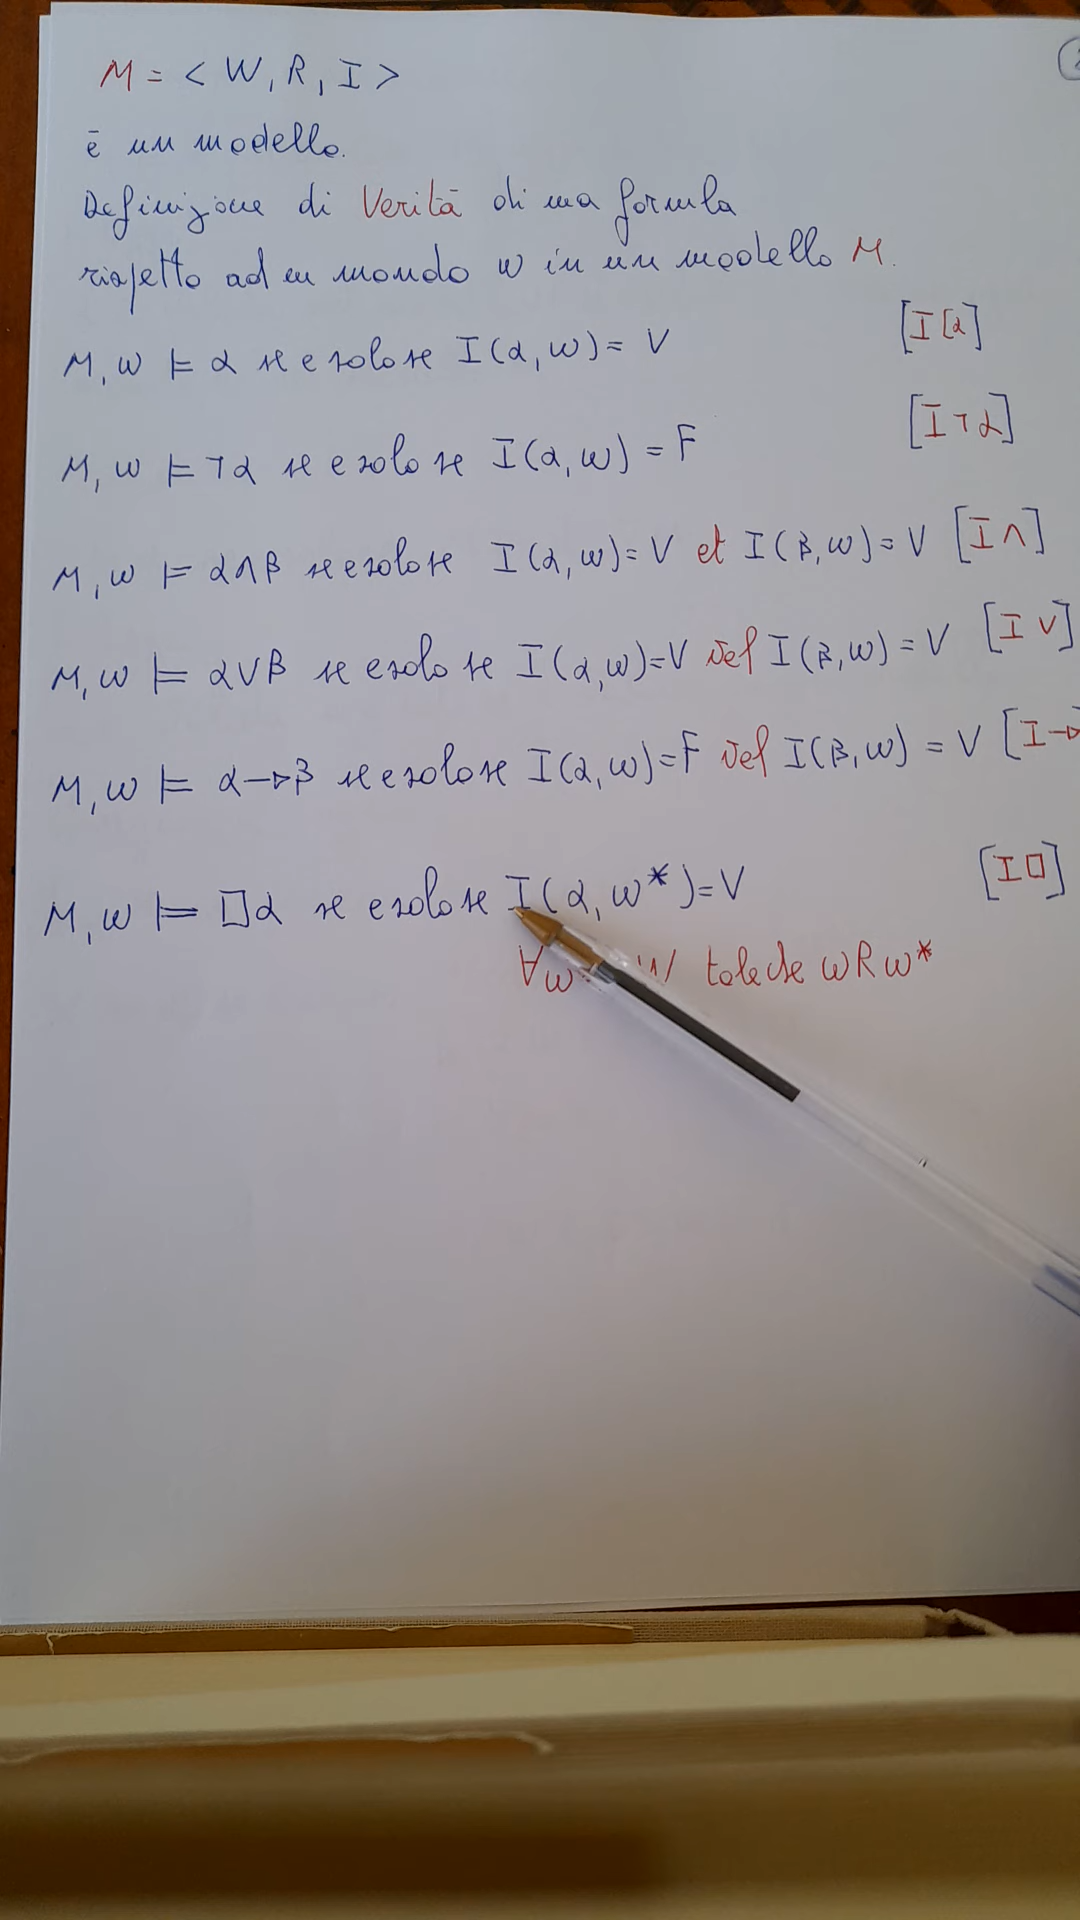 M = < W, R, I >
è un modello.
Definizione di Verità di una formula
rispetto ad un mondo w in un modello M.
M, w ⊨ α se e solo se I(α, w) = V [I[α]
M, w ⊨ ¬α se e solo se I(α, w) = F [I¬α]
M, w ⊨ α∧β se e solo se I(α, w) = V et I(β, w) = V [I∧]
M, w ⊨ α∨β se e solo se I(α, w) = V vel I(β, w) = V [I∨]
M, w ⊨ α→β se e solo se I(α, w) = F vel I(β, w) = V [I→
M, w ⊨ □α se e solo se I(α, w*) = V [I□]
∀w W tale che wRw*